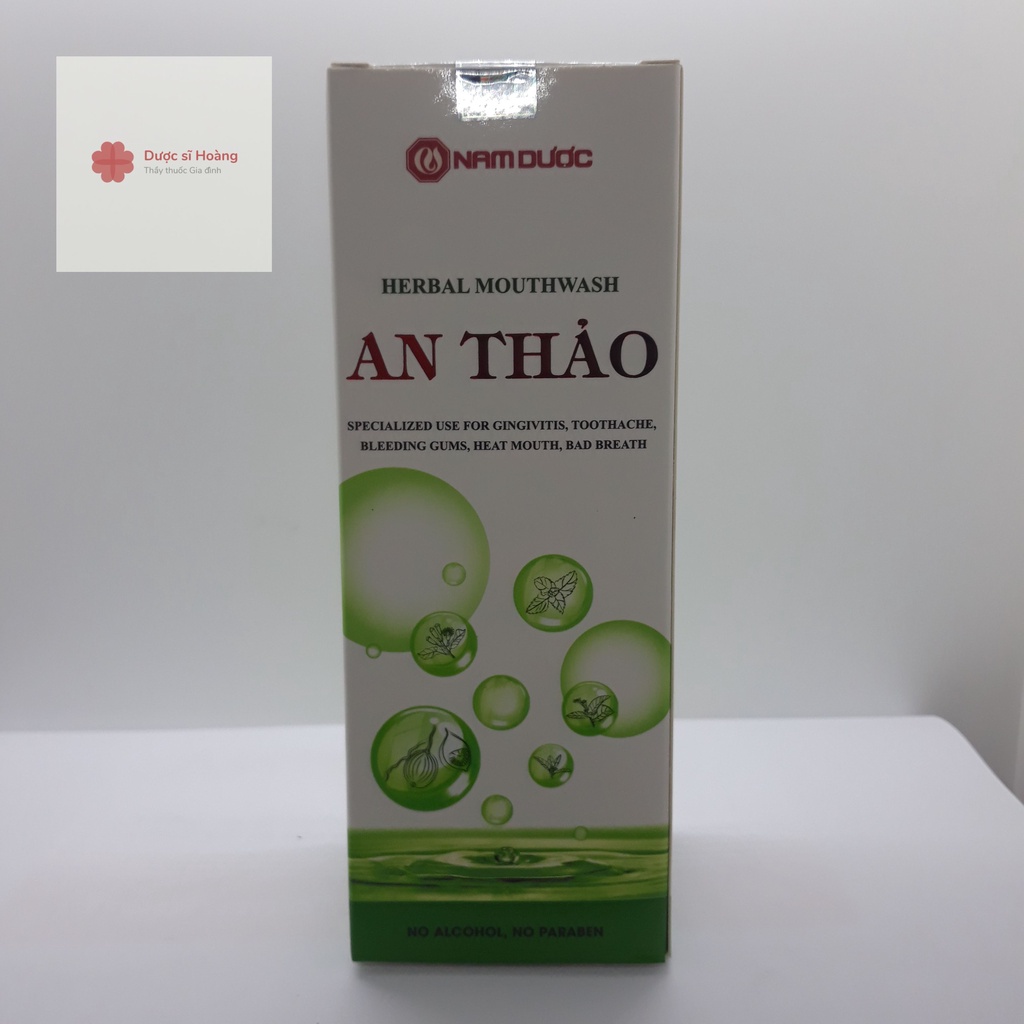 Dược sĩ Hoàng
Thầy thuốc Gia đình
NAM DƯỢC
HERBAL MOUTHWASH
AN THẢO
SPECIALIZED USE FOR GINGIVITIS, TOOTHACHE,
BLEEDING GUMS, HEAT MOUTH, BAD BREATH
NO ALCOHOL, NO PARABEN